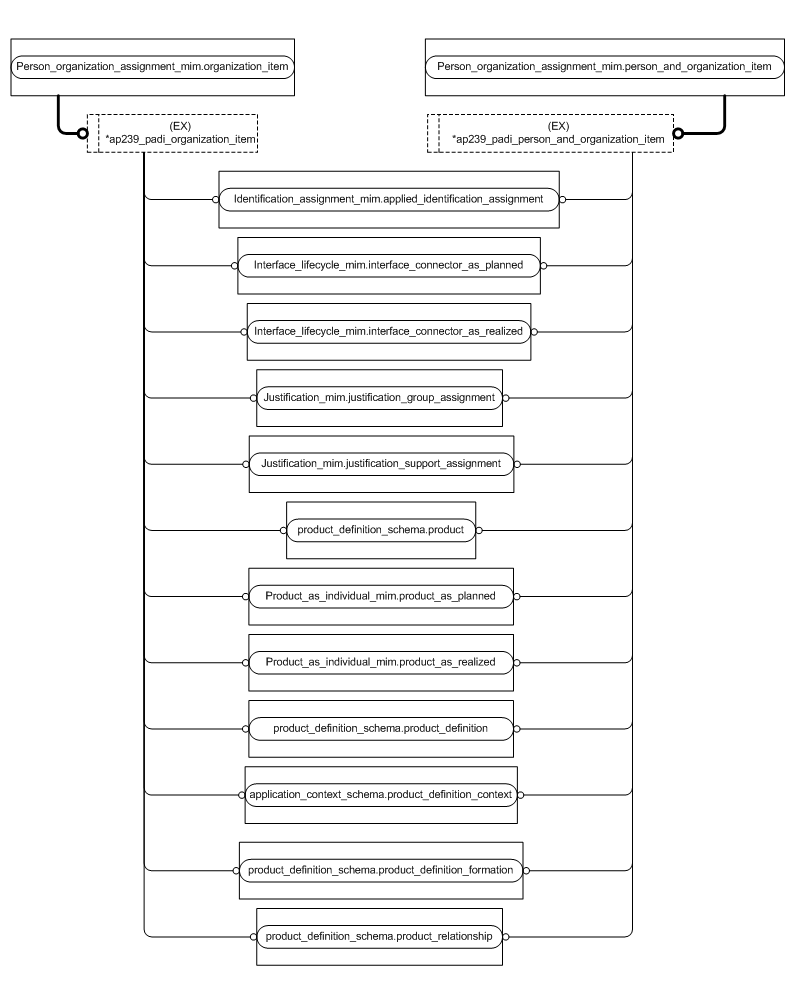 Person_organization_assignment_mim.organization_item
Person_organization_assignment_mim.person_and_organization_item
(EX)
*ap239_padi_organization_item
(EX)
*ap239_padi_person_and_organization_item
Identification_assignment_mim.applied_identification_assignment
Interface_lifecycle_mim.interface_connector_as_planned
Interface_lifecycle_mim.interface_connector_as_realized
Justification_mim.justification_group_assignment
Justification_mim.justification_support_assignment
product_definition_schema.product
Product_as_individual_mim.product_as_planned
Product_as_individual_mim.product_as_realized
product_definition_schema.product_definition
application_context_schema.product_definition_context
product_definition_schema.product_definition_formation
product_definition_schema.product_relationship